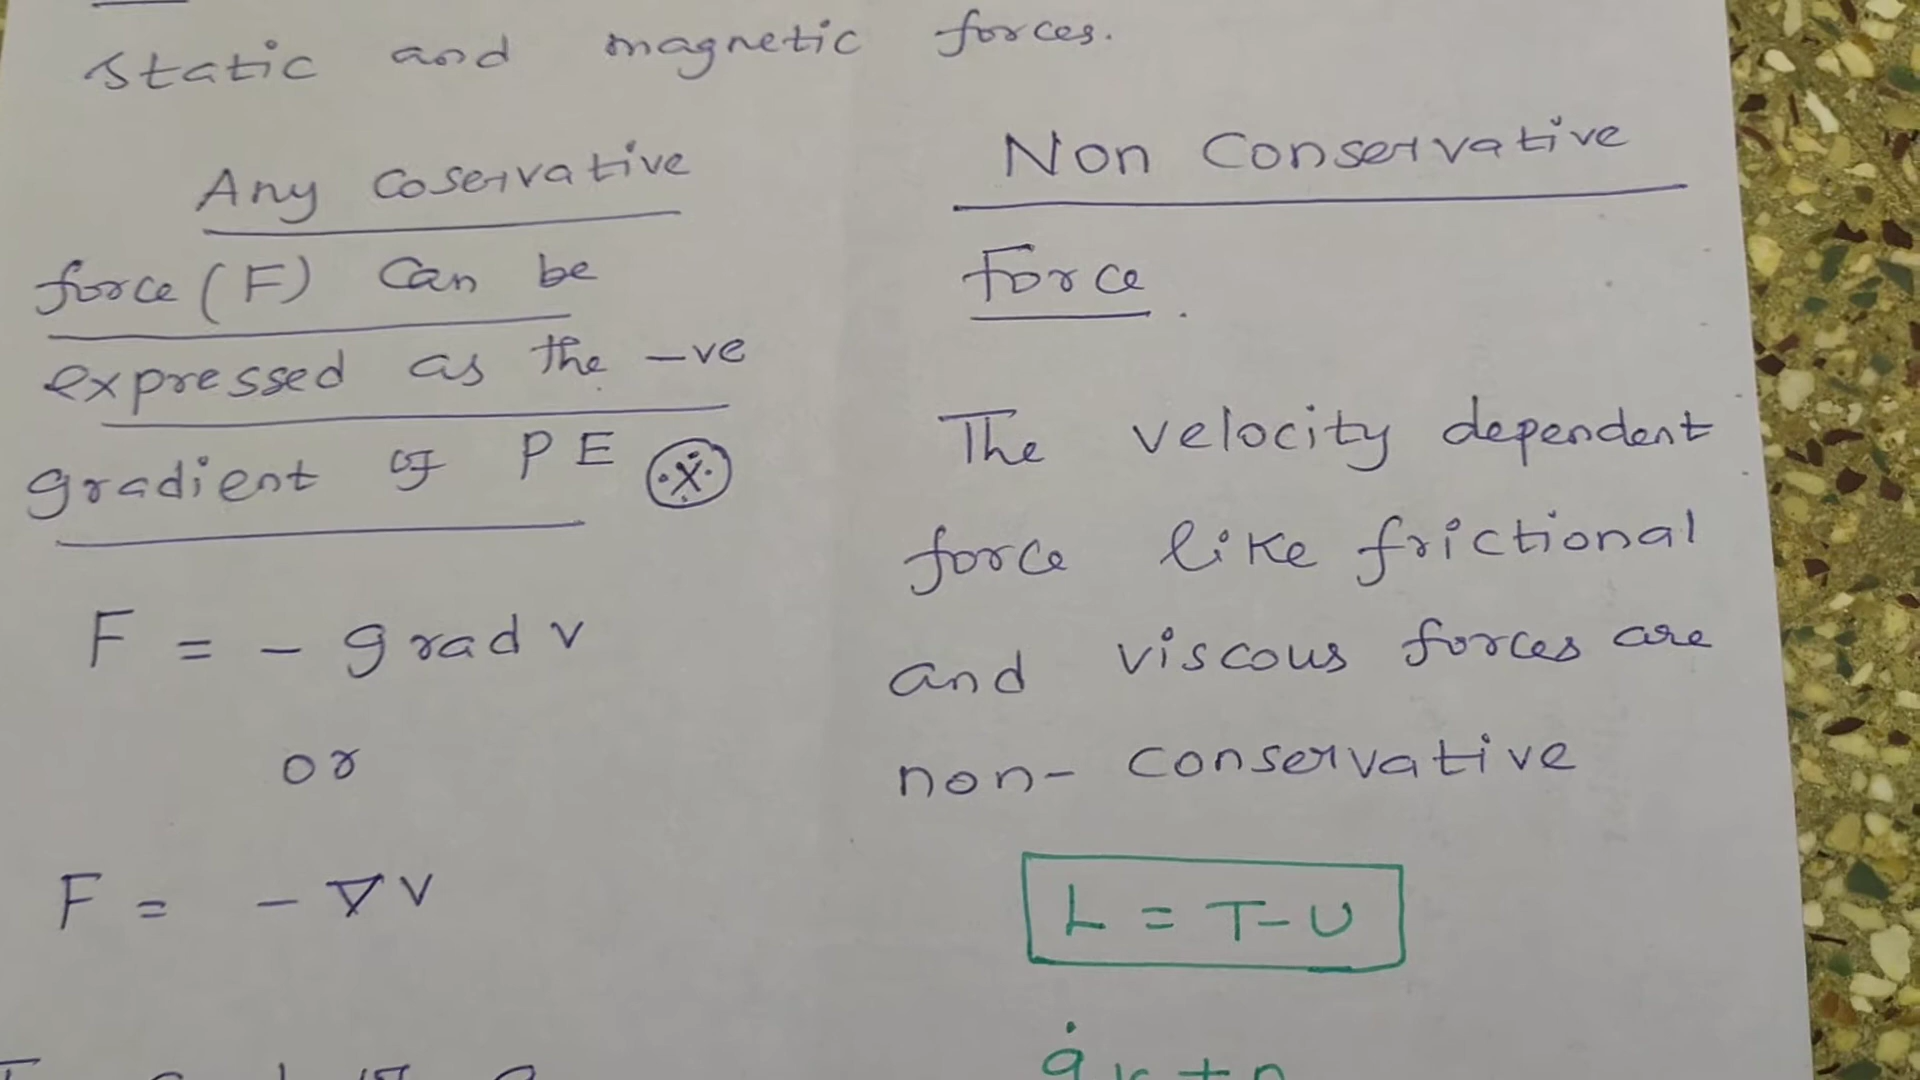 static and magnetic forces.
Any Coservative
force (F) Can be
expressed as the -ve
gradient of PE
F = - grad v
or
F = - ∇v
Non Conservative
Force.
The velocity dependent
force like frictional
and viscous forces are
non- conservative
L = T-U